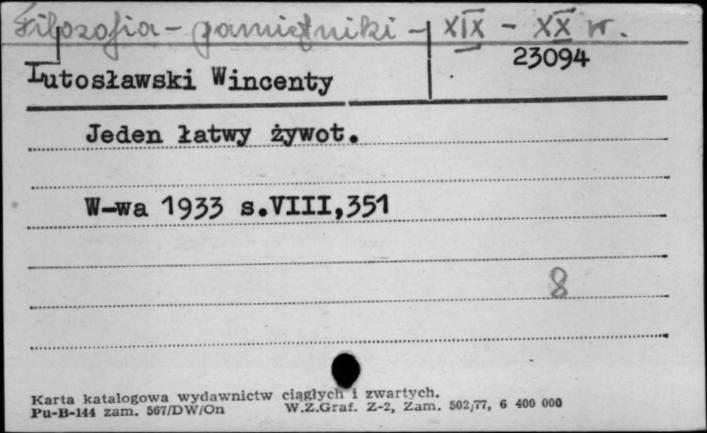 Filozofia - pamiętniki - XIX - XX w.
23094
Lutosławski Wincenty
Jeden łatwy żywot.
W-wa 1933 s.VIII,351
8
Karta katalogowa wydawnictw ciągłych i zwartych.
Pu-B-144 zam. 567/DW/On W.Z.Graf. Z-2, Zam. 502/77, 6 400 000